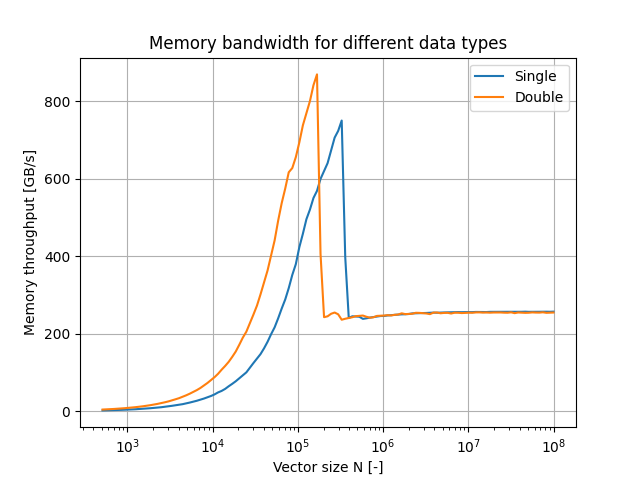 Memory bandwidth for different data types
Single
Double
Memory throughput [GB/s]
800
600
400
200
0
10³
10⁴
10⁵
10⁶
10⁷
10⁸
Vector size N [-]